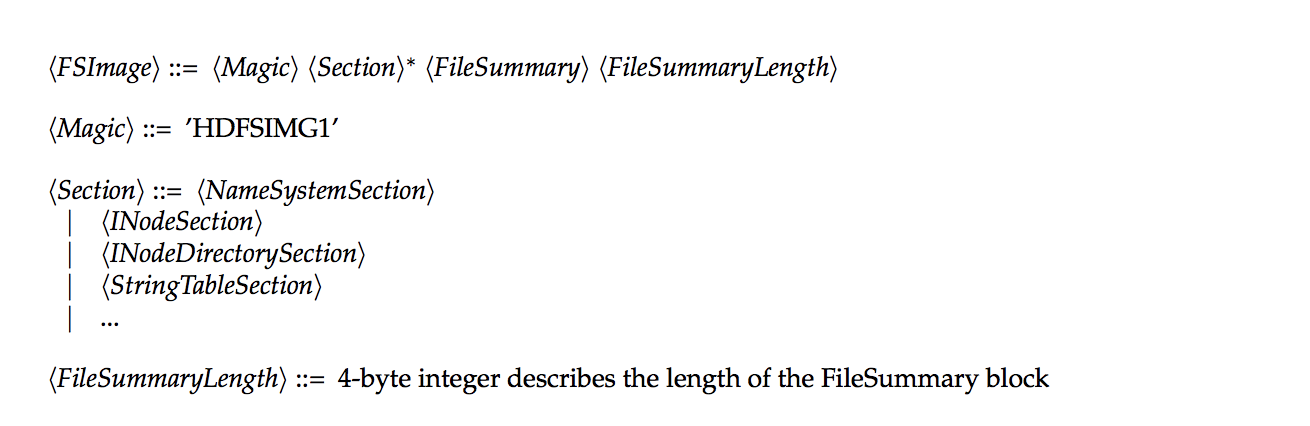 ⟨FSImage⟩ ::= ⟨Magic⟩ ⟨Section⟩* ⟨FileSummary⟩ ⟨FileSummaryLength⟩
⟨Magic⟩ ::= ’HDFSIMG1’
⟨Section⟩ ::= ⟨NameSystemSection⟩
| ⟨INodeSection⟩
| ⟨INodeDirectorySection⟩
| ⟨StringTableSection⟩
| ...
⟨FileSummaryLength⟩ ::= 4-byte integer describes the length of the FileSummary block